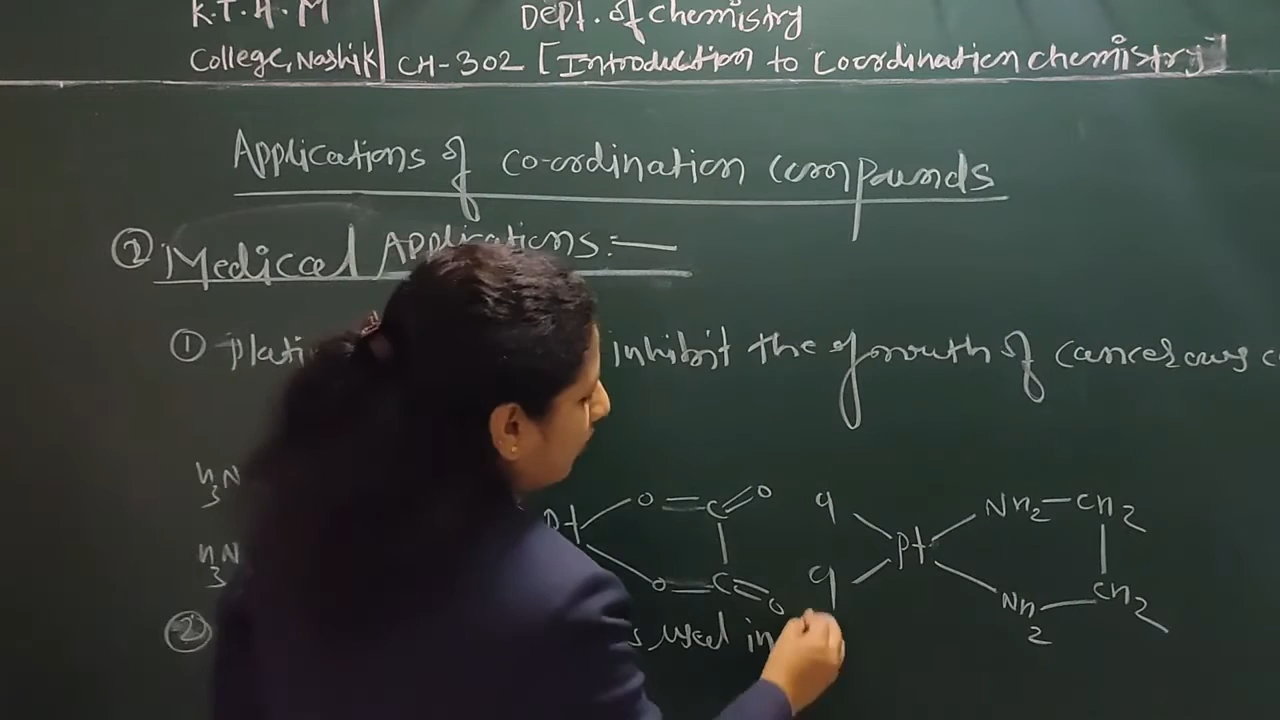 K.T.H.M Dept. of chemistry
College, Nashik CH-302 [Introduction to Coordination chemistry]
Applications of co-ordination compounds
② Medical Applications:—
① plati inhibit the growth of cancerous c
H3N Pt O C O Cl Pt NH2 CH2
H3N O C O Cl NH2 CH2
② s used in